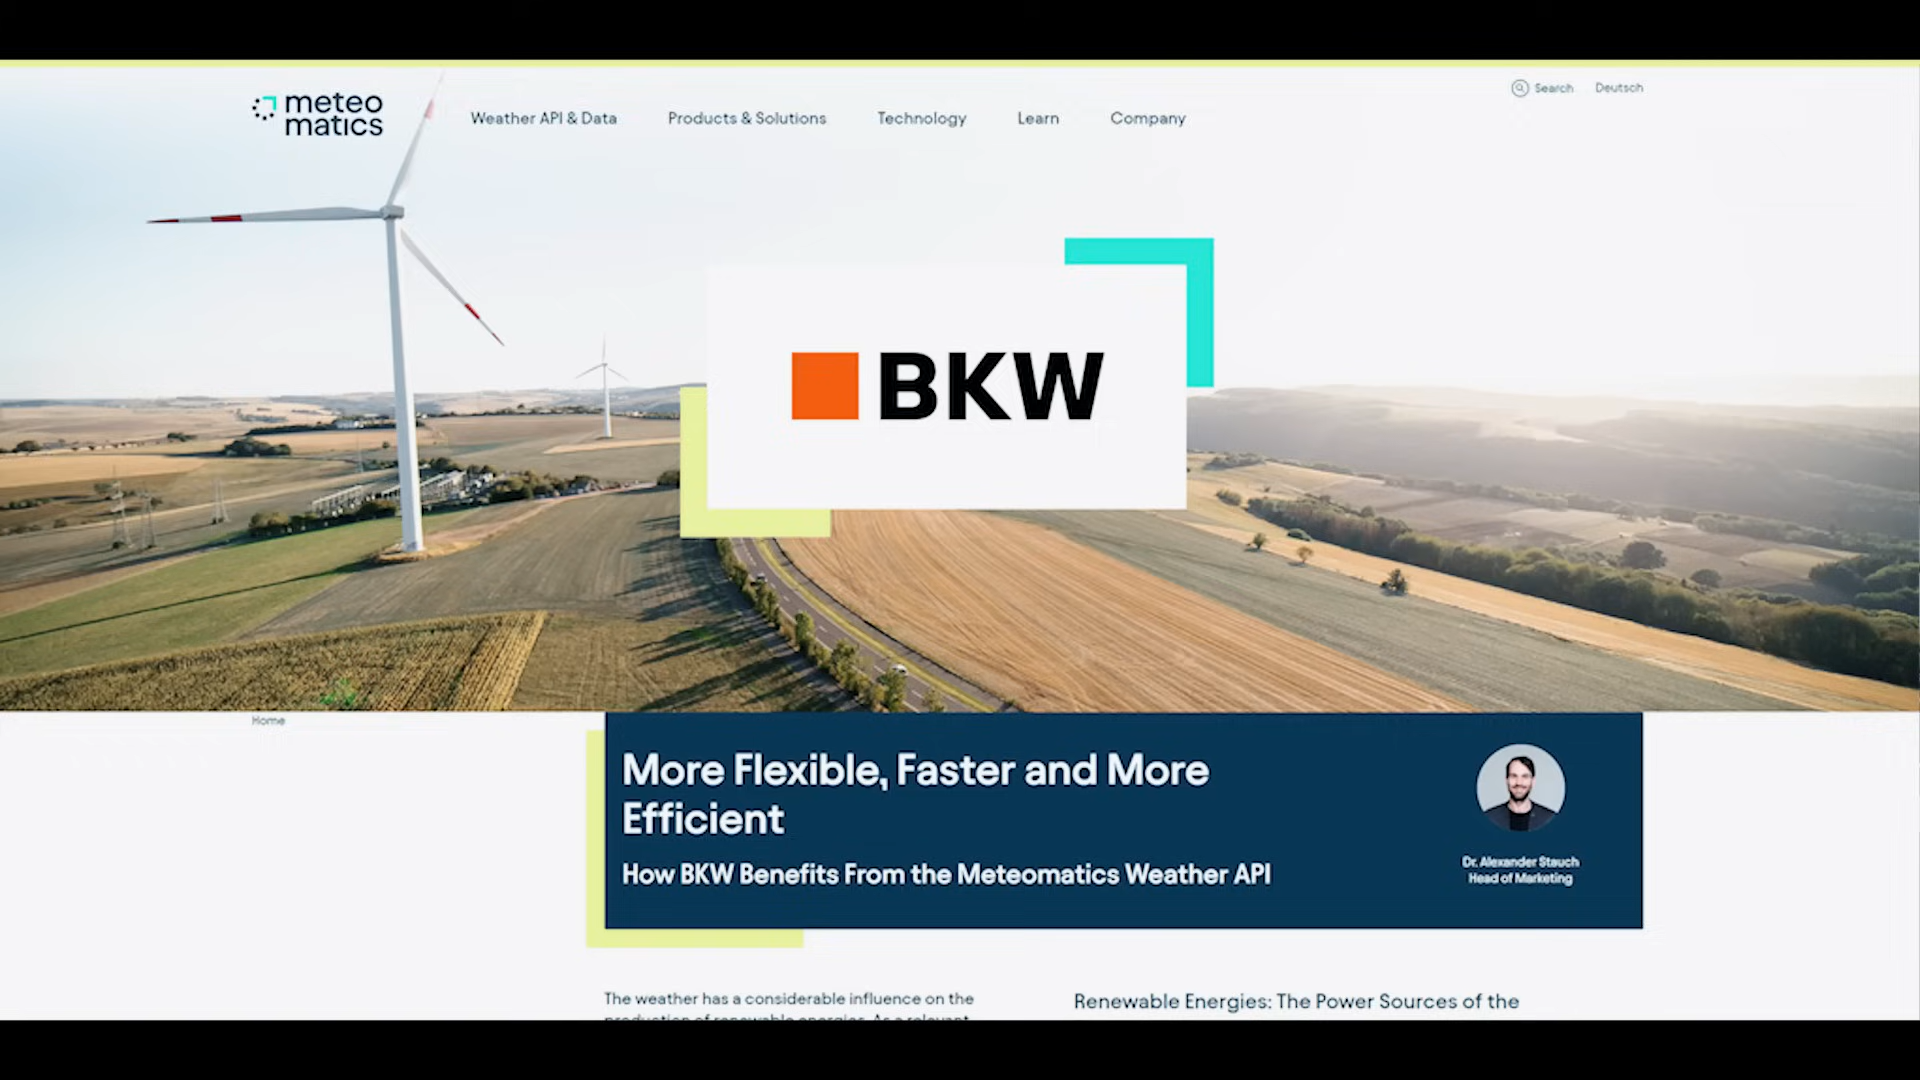 meteo
matics
Weather API & Data
Products & Solutions
Technology
Learn
Company
Search
Deutsch
BKW
Home
More Flexible, Faster and More
Efficient
How BKW Benefits From the Meteomatics Weather API
Dr. Alexander Stauch
Head of Marketing
The weather has a considerable influence on the
production of renewable energies. As a relevant
Renewable Energies: The Power Sources of the